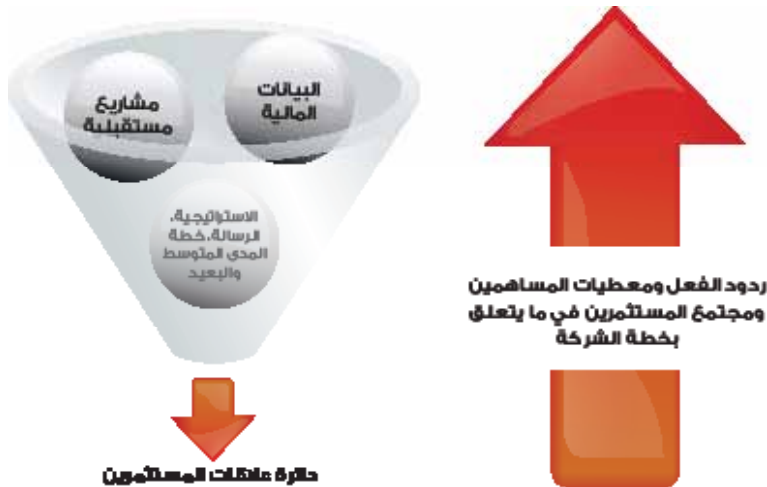 البيانات
المالية
مشاريع
مستقبلية
الاستراتيجية،
الرسالة، خطة
المدى المتوسط
والبعيد
دائرة علاقات المستثمرين
ردود الفعل ومعطيات المساهمين
ومجتمع المستثمرين في ما يتعلق
بخطة الشركة